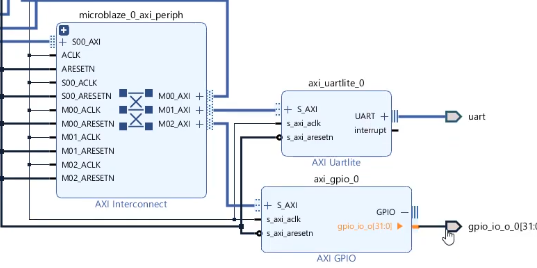 microblaze_0_axi_periph
S00_AXI
ACLK
ARESETN
S00_ACLK
S00_ARESETN
M00_ACLK
M00_ARESETN
M01_ACLK
M01_ARESETN
M02_ACLK
M02_ARESETN
M00_AXI
M01_AXI
M02_AXI
AXI Interconnect
axi_uartlite_0
S_AXI
s_axi_aclk
s_axi_aresetn
UART
interrupt
AXI Uartlite
uart
axi_gpio_0
S_AXI
s_axi_aclk
s_axi_aresetn
GPIO
gpio_io_o[31:0]
AXI GPIO
gpio_io_o_0[31:0